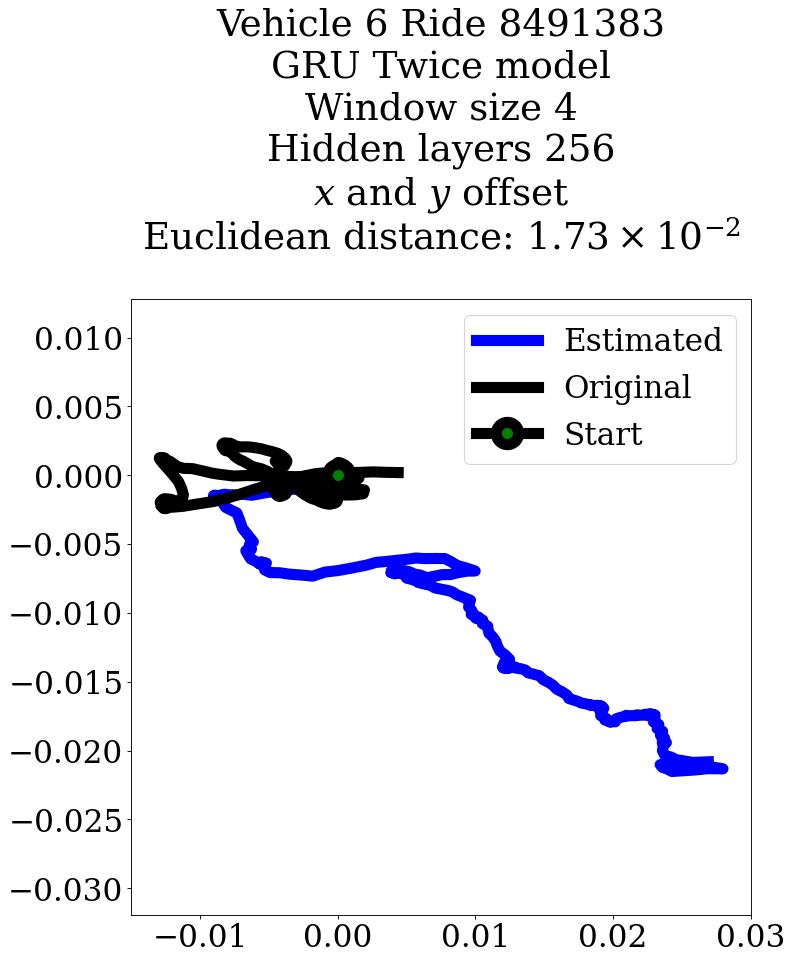 Vehicle 6 Ride 8491383
GRU Twice model
Window size 4
Hidden layers 256
x and y offset
Euclidean distance: 1.73 × 10⁻²
Estimated
Original
Start
0.010
0.005
0.000
−0.005
−0.010
−0.015
−0.020
−0.025
−0.030
−0.01 0.00 0.01 0.02 0.03